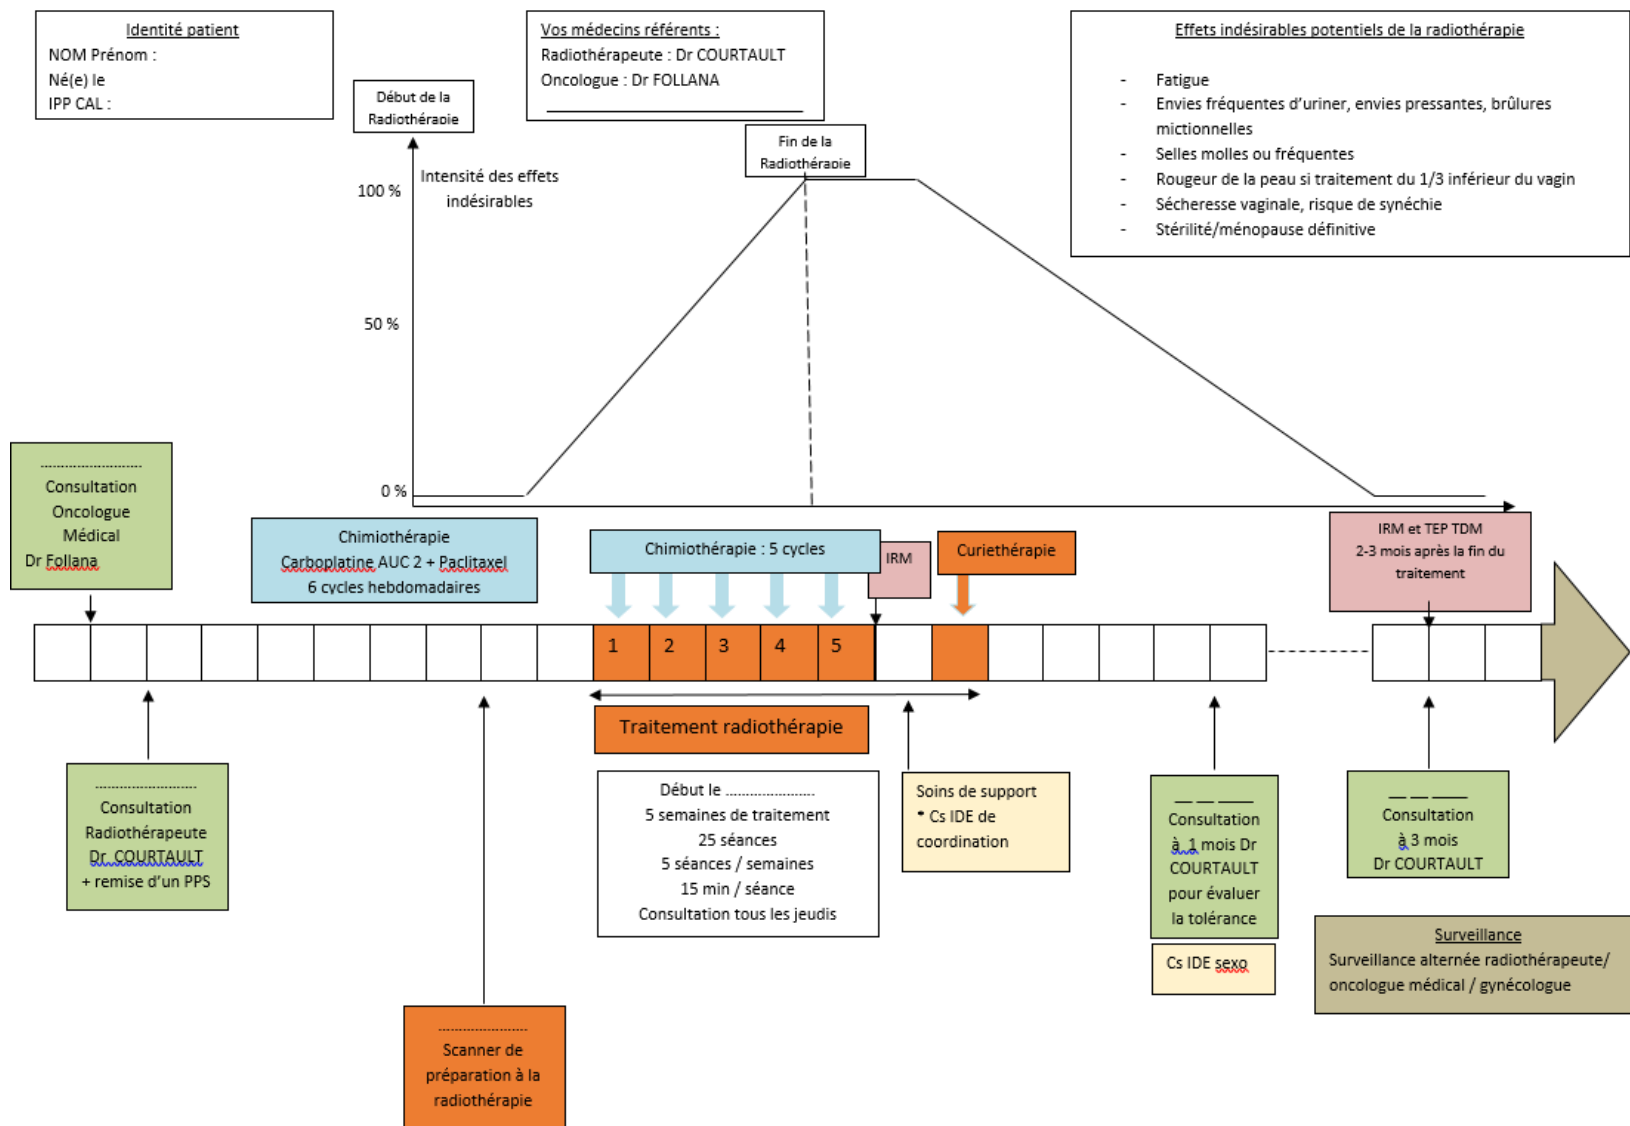 Identité patient
NOM Prénom :
Né(e) le
IPP CAL :
Vos médecins référents :
Radiothérapeute : Dr COURTAULT
Oncologue : Dr FOLLANA
Effets indésirables potentiels de la radiothérapie
- Fatigue
- Envies fréquentes d'uriner, envies pressantes, brûlures
mictionnelles
- Selles molles ou fréquentes
- Rougeur de la peau si traitement du 1/3 inférieur du vagin
- Sécheresse vaginale, risque de synéchie
- Stérilité/ménopause définitive
Début de la
Radiothérapie
Fin de la
Radiothérapie
Intensité des effets
indésirables
100 %
50 %
0 %
............................
Consultation
Oncologue
Médical
Dr Follana
Chimiothérapie
Carboplatine AUC 2 + Paclitaxel
6 cycles hebdomadaires
Chimiothérapie : 5 cycles
IRM
Curiethérapie
IRM et TEP TDM
2-3 mois après la fin du
traitement
1 2 3 4 5
Traitement radiothérapie
............................
Consultation
Radiothérapeute
Dr. COURTAULT
+ remise d'un PPS
Début le .........................
5 semaines de traitement
25 séances
5 séances / semaines
15 min / séance
Consultation tous les jeudis
Soins de support
* Cs IDE de
coordination
__ __ ____
Consultation
à 1 mois Dr
COURTAULT
pour évaluer
la tolérance
Cs IDE sexo
__ __ ____
Consultation
à 3 mois
Dr COURTAULT
Surveillance
Surveillance alternée radiothérapeute/
oncologue médical / gynécologue
.........................
Scanner de
préparation à la
radiothérapie